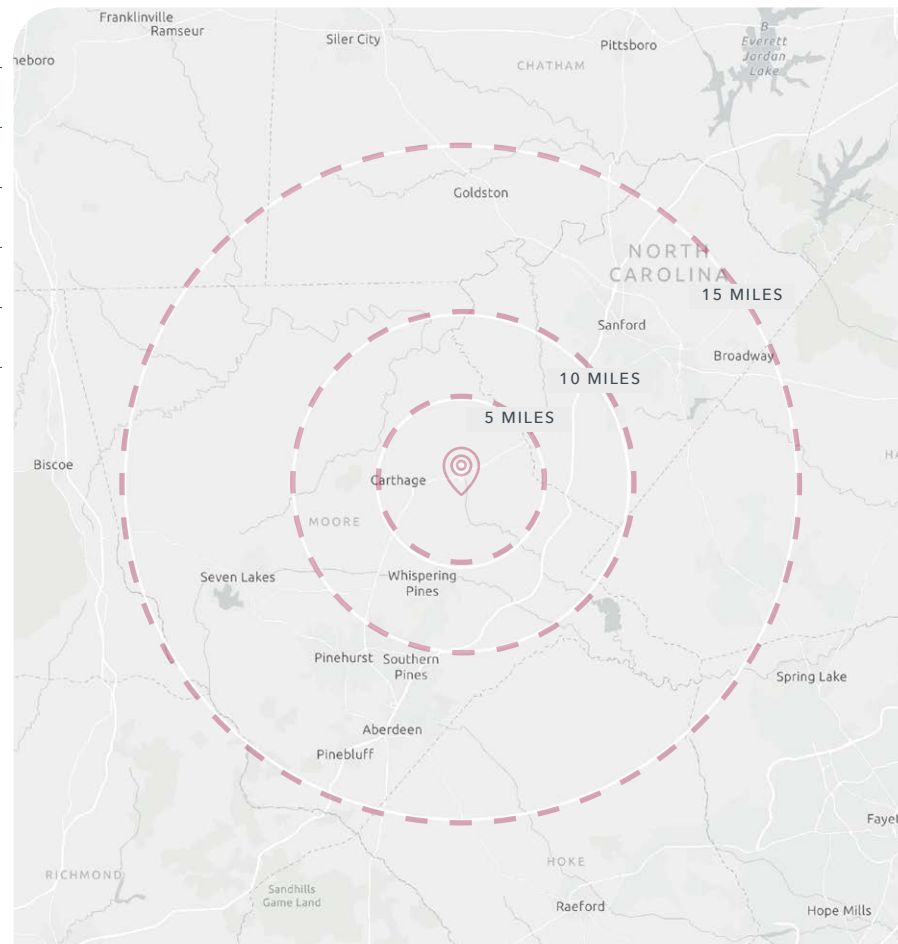 Franklinville
Ramseur
Siler City
Pittsboro
B
Everett
Jordan
Lake
heboro
CHATHAM
Goldston
NORTH
CAROLINA
15 MILES
Sanford
Broadway
10 MILES
5 MILES
Biscoe
Carthage
HA
MOORE
Seven Lakes
Whispering
Pines
Pinehurst
Southern
Pines
Spring Lake
Aberdeen
Pinebluff
Fayet
HOKE
RICHMOND
Sandhills
Game Land
Raeford
Hope Mills